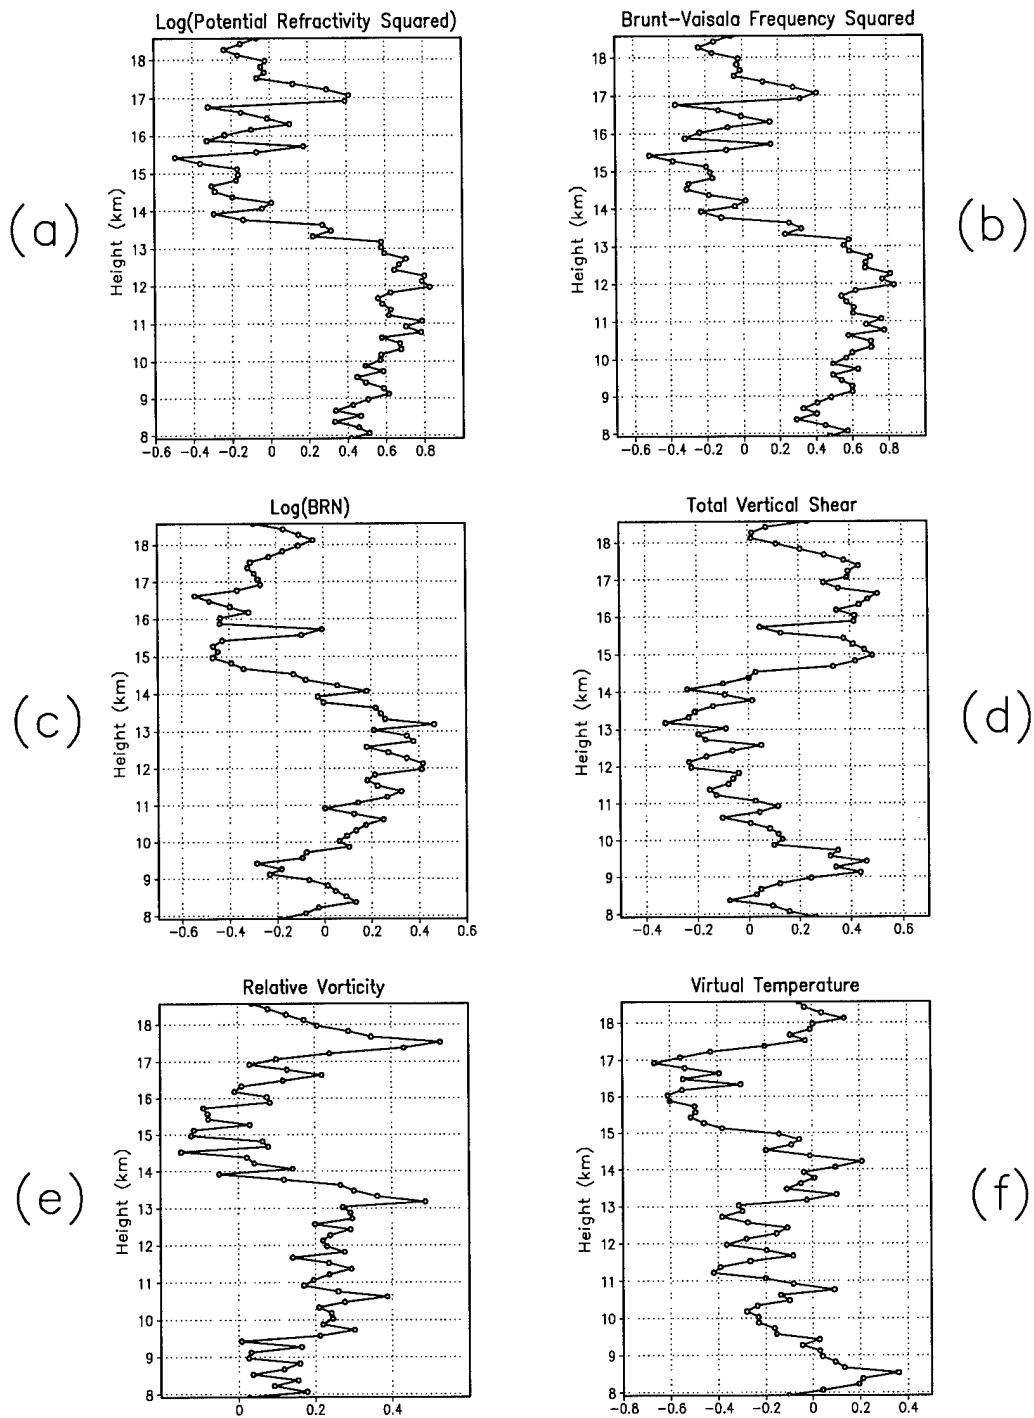 Log(Potential Refractivity Squared)
Brunt-Vaisala Frequency Squared
(a)
Height (km)
18
17
16
15
14
13
12
11
10
9
8
-0.6 -0.4 -0.2 0 0.2 0.4 0.6 0.8
(b)
Height (km)
18
17
16
15
14
13
12
11
10
9
8
-0.6 -0.4 -0.2 0 0.2 0.4 0.6 0.8
Log(BRN)
Total Vertical Shear
(c)
Height (km)
18
17
16
15
14
13
12
11
10
9
8
-0.6 -0.4 -0.2 0 0.2 0.4 0.6
(d)
Height (km)
18
17
16
15
14
13
12
11
10
9
8
-0.6 -0.4 -0.2 0 0.2 0.4 0.6
Relative Vorticity
Virtual Temperature
(e)
Height (km)
18
17
16
15
14
13
12
11
10
9
8
0 0.2 0.4
(f)
Height (km)
18
17
16
15
14
13
12
11
10
9
8
-0.8 -0.6 -0.4 -0.2 0 0.2 0.4